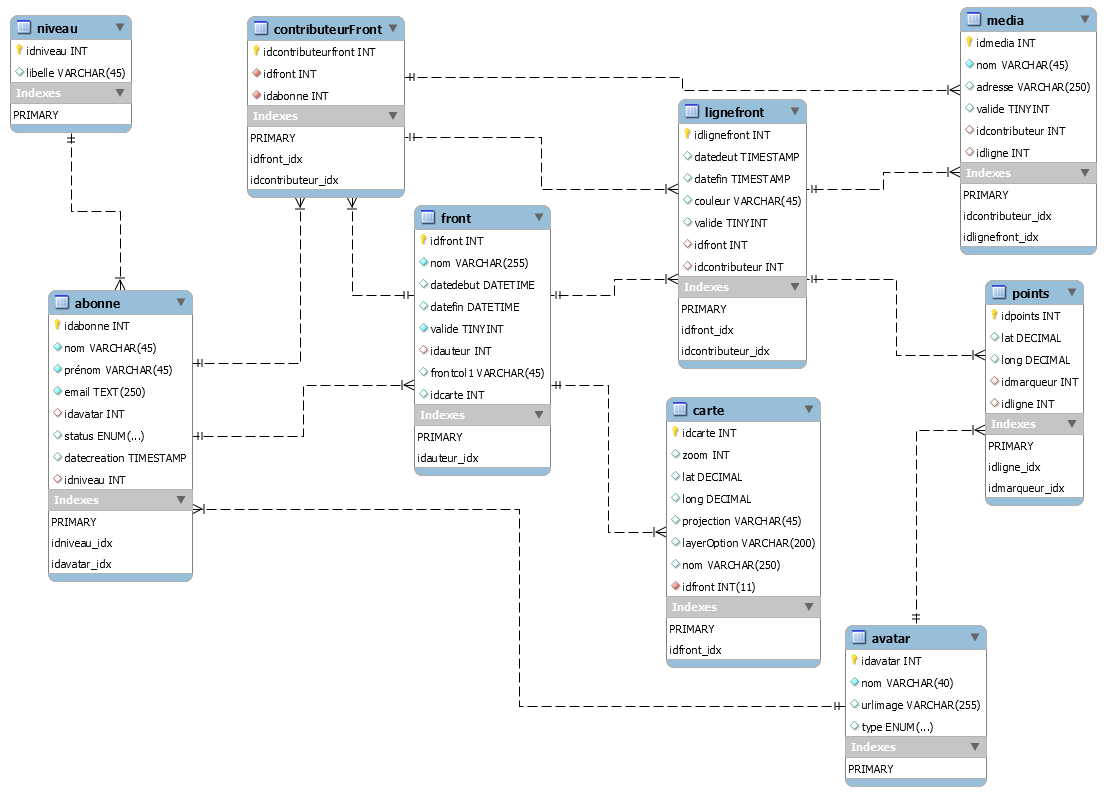 niveau
idniveau INT
libelle VARCHAR(45)
Indexes
PRIMARY
contributeurFront
idcontributeurfront INT
idfront INT
idabonne INT
Indexes
PRIMARY
idfront_idx
idcontributeur_idx
media
idmedia INT
nom VARCHAR(45)
adresse VARCHAR(250)
valide TINYINT
idcontributeur INT
idligne INT
Indexes
PRIMARY
idcontributeur_idx
idlignefront_idx
lignefront
idlignefront INT
datedeut TIMESTAMP
datefin TIMESTAMP
couleur VARCHAR(45)
valide TINYINT
idfront INT
idcontributeur INT
Indexes
PRIMARY
idfront_idx
idcontributeur_idx
front
idfront INT
nom VARCHAR(255)
datedebut DATETIME
datefin DATETIME
valide TINYINT
idauteur INT
frontcol1 VARCHAR(45)
idcarte INT
Indexes
PRIMARY
idauteur_idx
abonne
idabonne INT
nom VARCHAR(45)
prénom VARCHAR(45)
email TEXT(250)
idavatar INT
status ENUM(...)
datecreation TIMESTAMP
idniveau INT
Indexes
PRIMARY
idniveau_idx
idavatar_idx
points
idpoints INT
lat DECIMAL
long DECIMAL
idmarqueur INT
idligne INT
Indexes
PRIMARY
idligne_idx
idmarqueur_idx
carte
idcarte INT
zoom INT
lat DECIMAL
long DECIMAL
projection VARCHAR(45)
layerOption VARCHAR(200)
nom VARCHAR(250)
idfront INT(11)
Indexes
PRIMARY
idfront_idx
avatar
idavatar INT
nom VARCHAR(40)
urlimage VARCHAR(255)
type ENUM(...)
Indexes
PRIMARY